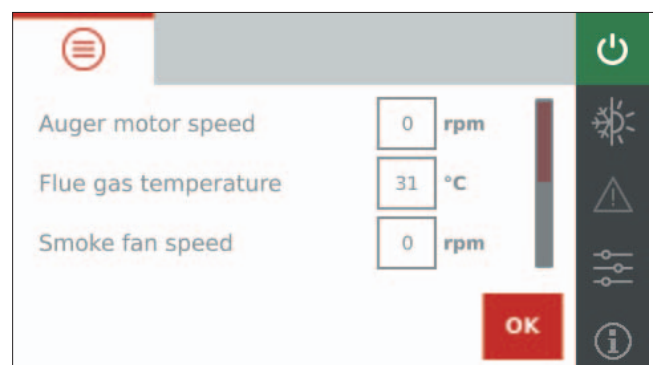 Auger motor speed 0 rpm
Flue gas temperature 31 °C
Smoke fan speed 0 rpm
OK